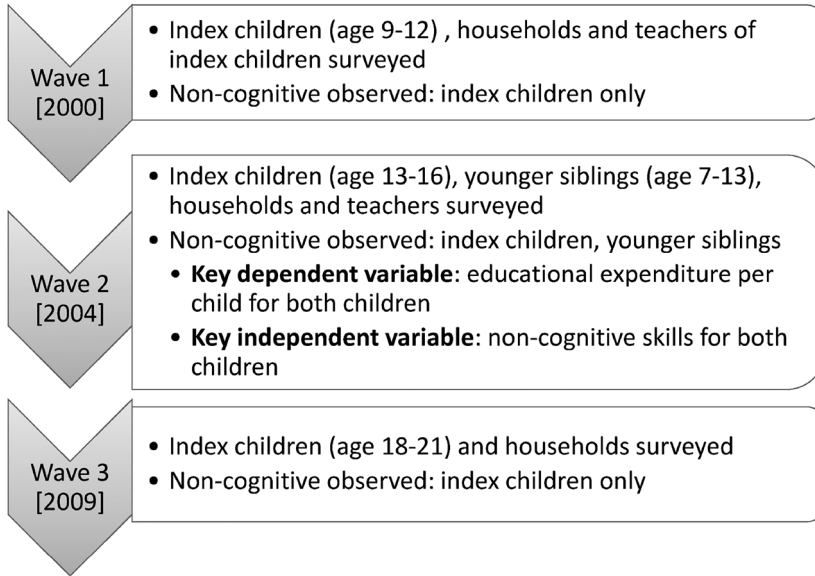 Wave 1
[2000]
• Index children (age 9-12) , households and teachers of
index children surveyed
• Non-cognitive observed: index children only
Wave 2
[2004]
• Index children (age 13-16), younger siblings (age 7-13),
households and teachers surveyed
• Non-cognitive observed: index children, younger siblings
• Key dependent variable: educational expenditure per
child for both children
• Key independent variable: non-cognitive skills for both
children
Wave 3
[2009]
• Index children (age 18-21) and households surveyed
• Non-cognitive observed: index children only